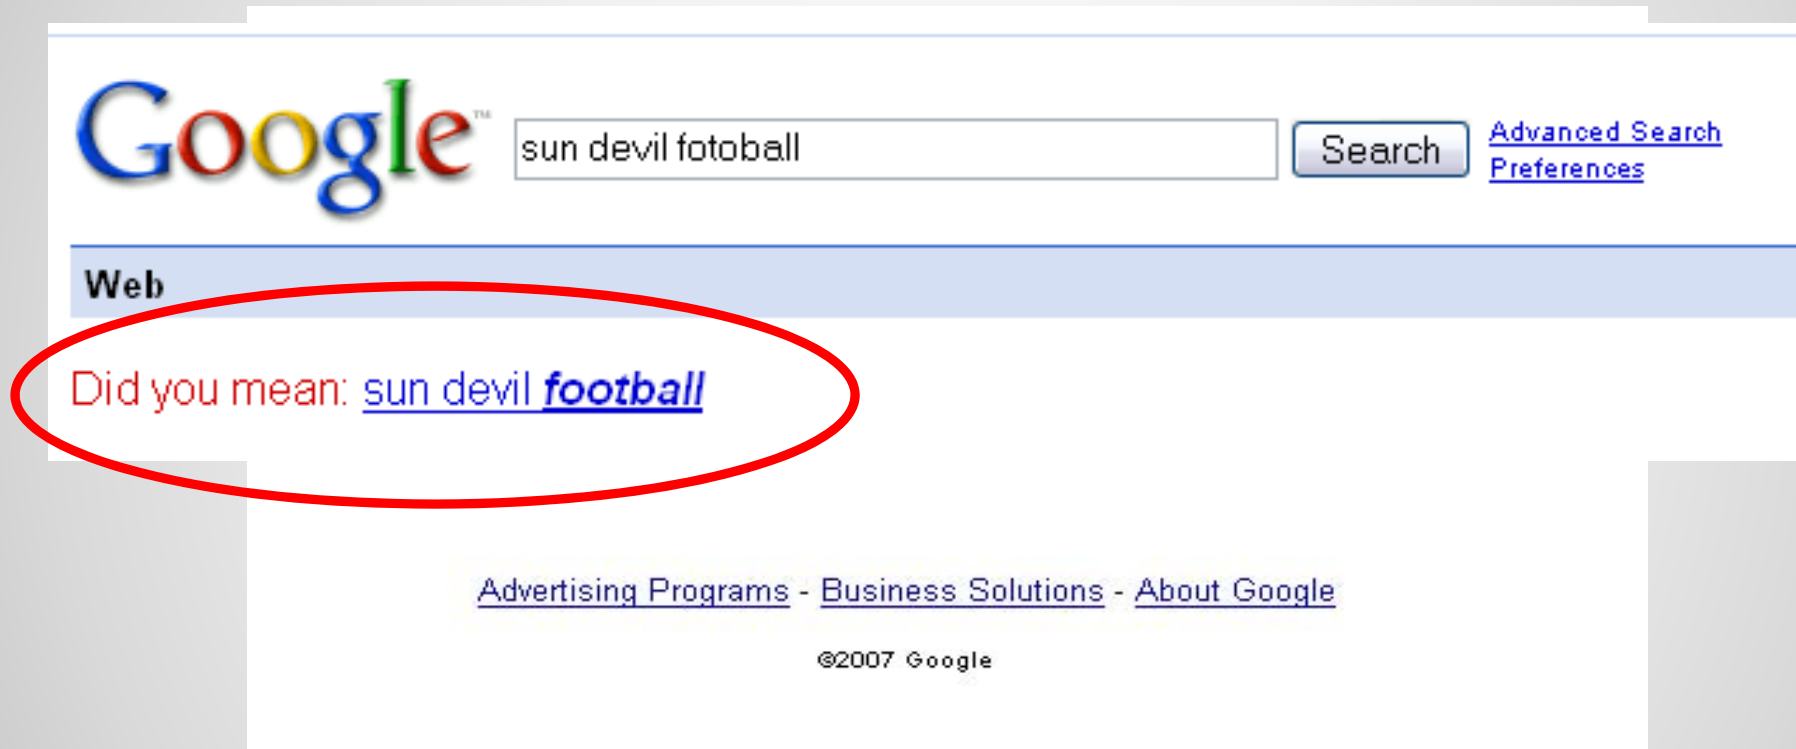 Google™
sun devil fotoball
Search
Advanced Search
Preferences
Web
Did you mean: sun devil football
Advertising Programs - Business Solutions - About Google
©2007 Google